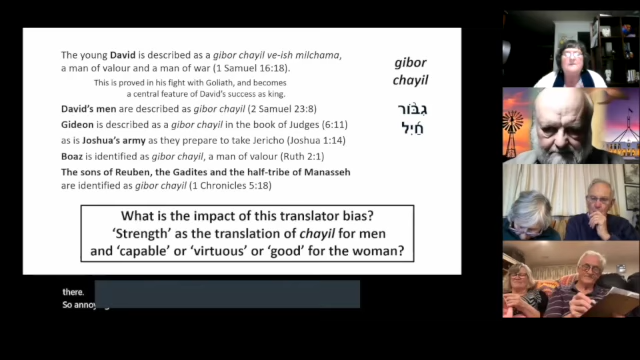 The young David is described as a gibor chayil ve-ish milchama,
a man of valour and a man of war (1 Samuel 16:18).
This is proved in his fight with Goliath, and becomes
a central feature of David's success as king.
David's men are described as gibor chayil (2 Samuel 23:8)
Gideon is described as a gibor chayil in the book of Judges (6:11)
as is Joshua's army as they prepare to take Jericho (Joshua 1:14)
Boaz is identified as gibor chayil, a man of valour (Ruth 2:1)
The sons of Reuben, the Gadites and the half-tribe of Manasseh
are identified as gibor chayil (1 Chronicles 5:18)
gibor
chayil
גִּבּ֥וֹר
חַ֖יִל
What is the impact of this translator bias?
'Strength' as the translation of chayil for men
and 'capable' or 'virtuous' or 'good' for the woman?
there.
So